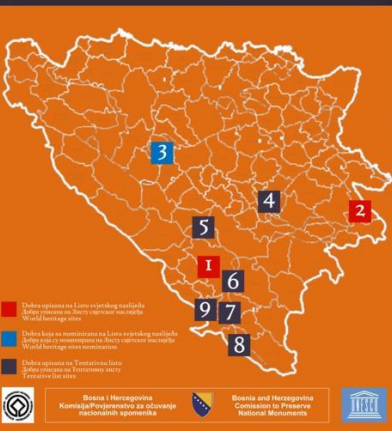 3
2
4
5
1
6
9 7
8
Dobra upisana na Listu svjetskog naslijeđa
Добра уписана на Листу свјетског наслијеђа
World heritage sites
Dobra koja su nominirana na Listu svjetskog naslijeđa
Добра која су номинована на Листу свјетског наслијеђа
World heritage sites nomination
Dobra upisana na Tentativnu listu
Добра уписана на Тентативну листу
Tentative list sites
Bosna i Hercegovina
Komisija/Povjerenstvo za očuvanje
nacionalnih spomenika
Bosnia and Herzegovina
Comission to Preserve
National Monuments